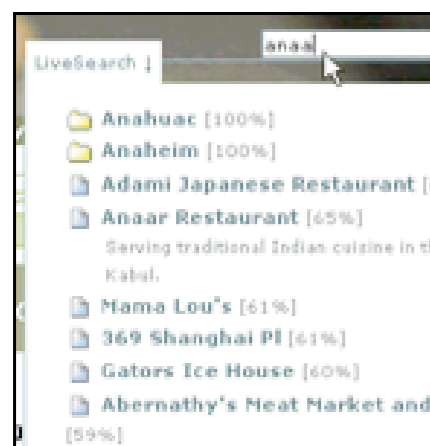 anaa
LiveSearch ↓
Anahuac [100%]
Anaheim [100%]
Adami Japanese Restaurant [
Anaar Restaurant [65%]
Serving traditional Indian cuisine in t
Kabul.
Mama Lou's [61%]
369 Shanghai Pl [61%]
Gators Ice House [60%]
Abernathy's Meat Market and
[59%]